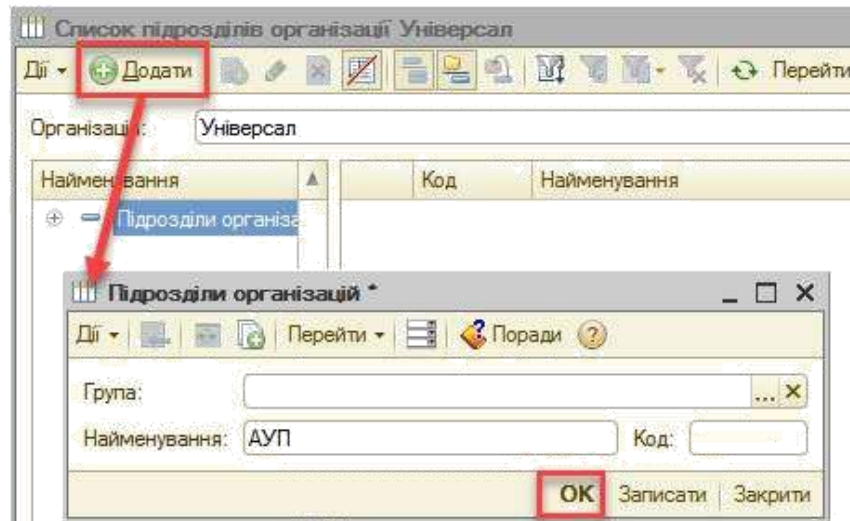 Список підрозділів організації Універсал
Дії Додати Перейти
Організація: Універсал
Найменування Код Найменування
Підрозділи організа
Підрозділи організацій *
Дії Перейти Поради ?
Група: ... ×
Найменування: АУП Код:
OK Записати Закрити